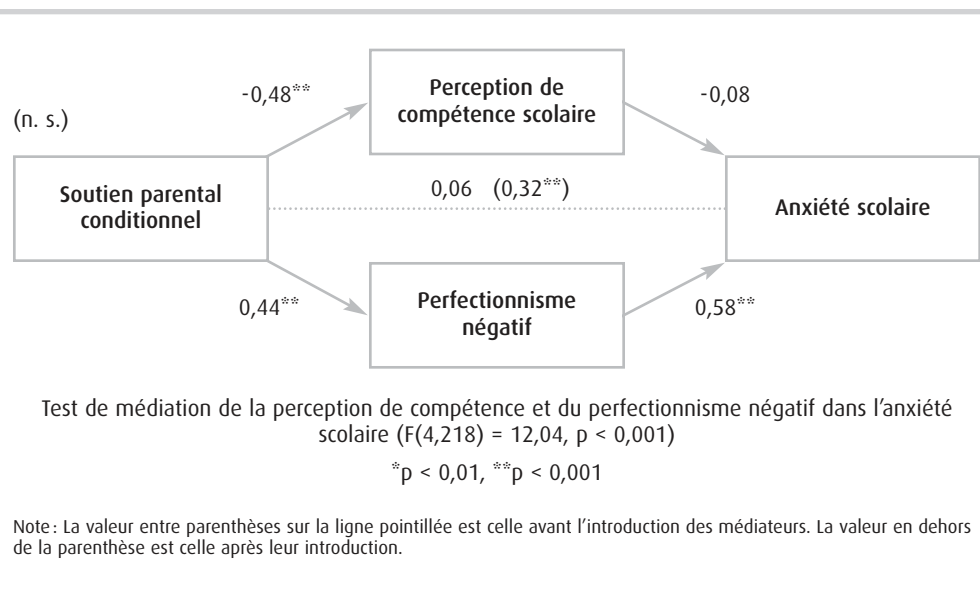 -0,48**
Perception de
compétence scolaire
-0,08
(n. s.)
Soutien parental
conditionnel
0,06 (0,32**)
Anxiété scolaire
0,44**
Perfectionnisme
négatif
0,58**
Test de médiation de la perception de compétence et du perfectionnisme négatif dans l’anxiété
scolaire (F(4,218) = 12,04, p < 0,001)
*p < 0,01, **p < 0,001
Note : La valeur entre parenthèses sur la ligne pointillée est celle avant l’introduction des médiateurs. La valeur en dehors
de la parenthèse est celle après leur introduction.